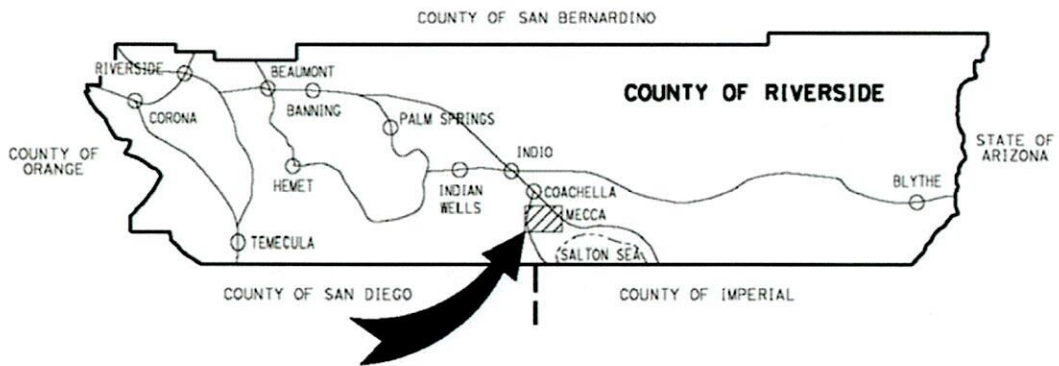 COUNTY OF SAN BERNARDINO
RIVERSIDE
BEAUMONT
COUNTY OF RIVERSIDE
CORONA
BANNING
PALM SPRINGS
COUNTY OF
ORANGE
STATE OF
ARIZONA
INDIO
HEMET
INDIAN
WELLS
COACHELLA
BLYTHE
MECCA
TEMECULA
SALTON SEA
COUNTY OF SAN DIEGO
COUNTY OF IMPERIAL